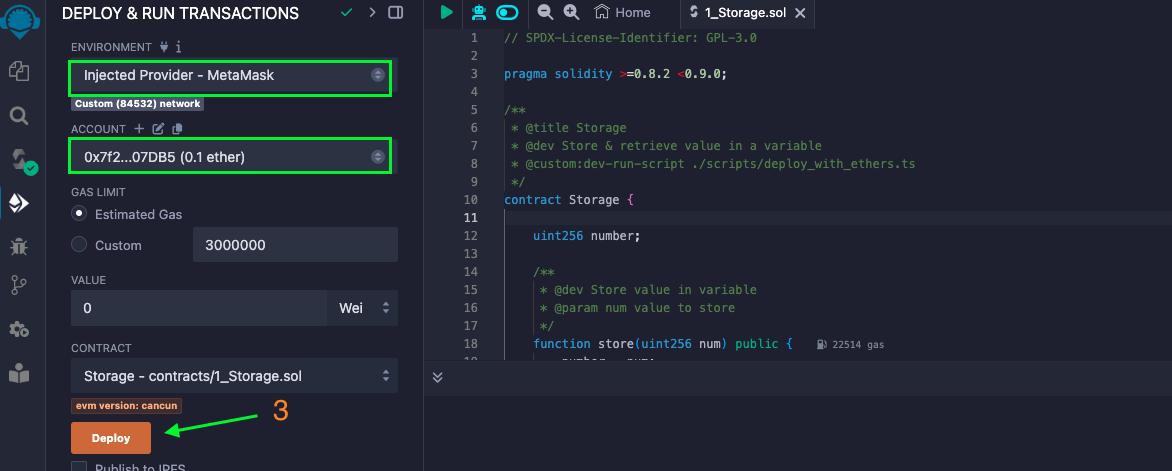 DEPLOY & RUN TRANSACTIONS
ENVIRONMENT
Injected Provider - MetaMask
Custom (84532) network
ACCOUNT
0x7f2...07DB5 (0.1 ether)
GAS LIMIT
Estimated Gas
Custom
3000000
VALUE
0
Wei
CONTRACT
Storage - contracts/1_Storage.sol
evm version: cancun
3
Deploy
Publish to IPFS
Home
1_Storage.sol
1 // SPDX-License-Identifier: GPL-3.0
2
3 pragma solidity >=0.8.2 <0.9.0;
4
5 /**
6 * @title Storage
7 * @dev Store & retrieve value in a variable
8 * @custom:dev-run-script ./scripts/deploy_with_ethers.ts
9 */
10 contract Storage {
11
12 uint256 number;
13
14 /**
15 * @dev Store value in variable
16 * @param num value to store
17 */
18 function store(uint256 num) public { 22514 gas
19 number = num;